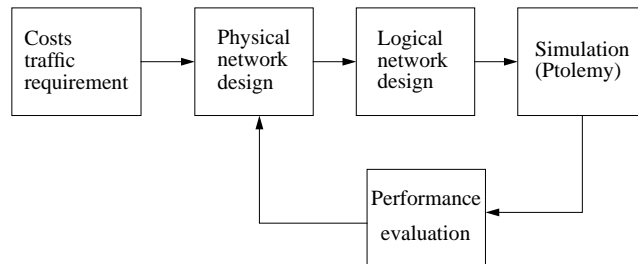 Costs
traffic
requirement
Physical
network
design
Logical
network
design
Simulation
(Ptolemy)
Performance
evaluation